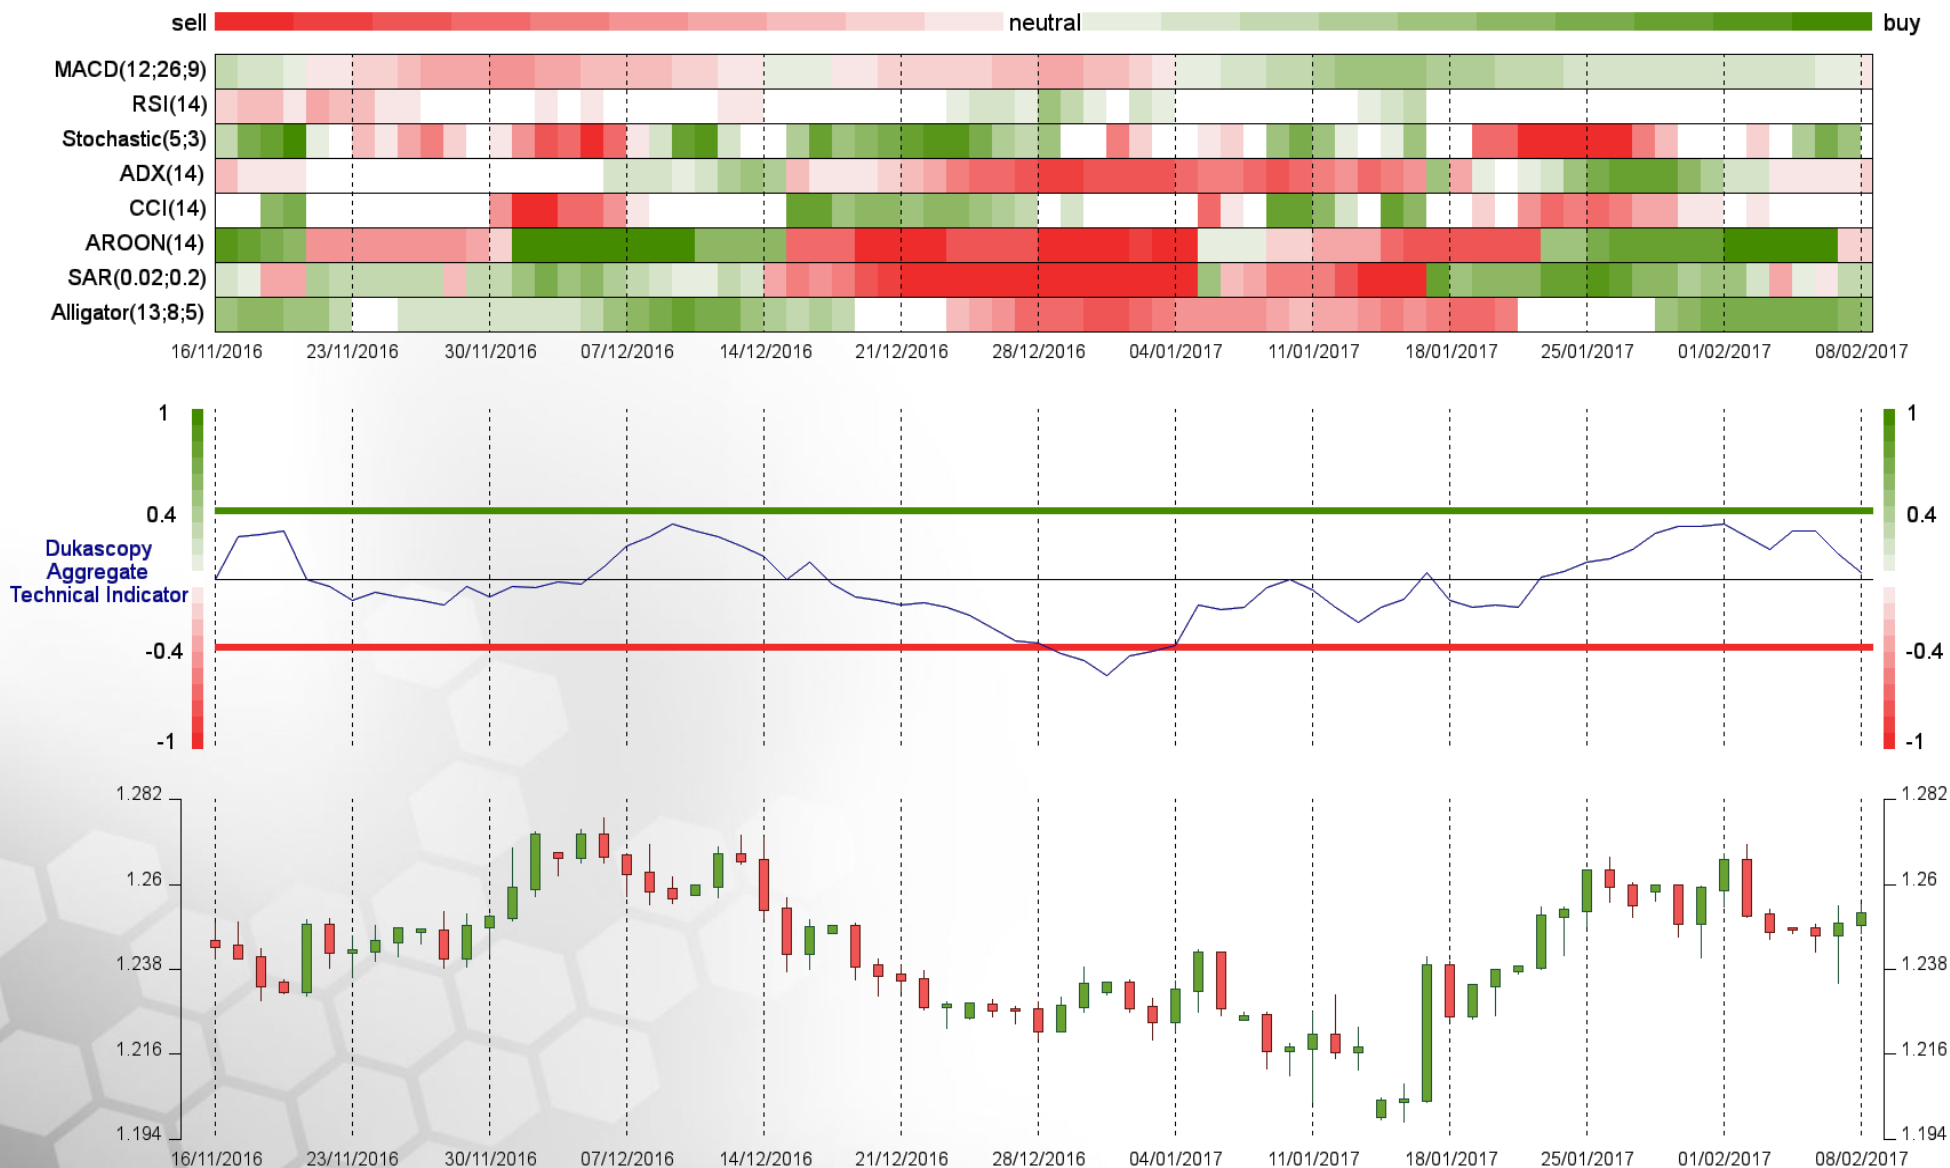 sell neutral buy
MACD(12;26;9)
RSI(14)
Stochastic(5;3)
ADX(14)
CCI(14)
AROON(14)
SAR(0.02;0.2)
Alligator(13;8;5)
16/11/2016 23/11/2016 30/11/2016 07/12/2016 14/12/2016 21/12/2016 28/12/2016 04/01/2017 11/01/2017 18/01/2017 25/01/2017 01/02/2017 08/02/2017
1 1
0.4 0.4
Dukascopy
Aggregate
Technical Indicator
-0.4 -0.4
-1 -1
1.282 1.282
1.26 1.26
1.238 1.238
1.216 1.216
1.194 1.194
16/11/2016 23/11/2016 30/11/2016 07/12/2016 14/12/2016 21/12/2016 28/12/2016 04/01/2017 11/01/2017 18/01/2017 25/01/2017 01/02/2017 08/02/2017